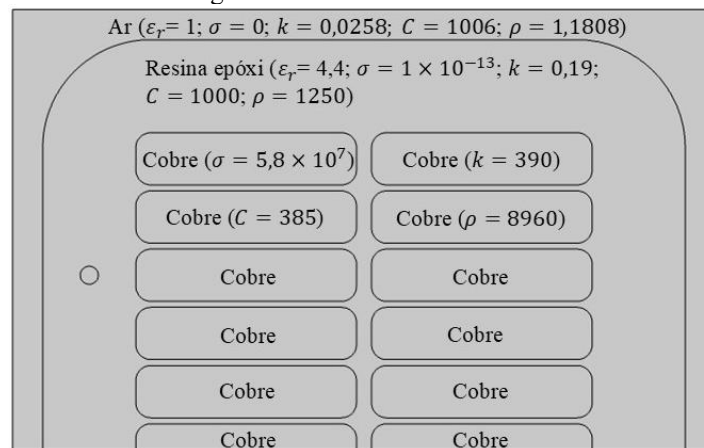 Ar (εᵣ= 1; σ = 0; k = 0,0258; C = 1006; ρ = 1,1808)
Resina epóxi (εᵣ= 4,4; σ = 1 × 10⁻¹³; k = 0,19;
C = 1000; ρ = 1250)
Cobre (σ = 5,8 × 10⁷) Cobre (k = 390)
Cobre (C = 385) Cobre (ρ = 8960)
Cobre Cobre
Cobre Cobre
Cobre Cobre
Cobre Cobre